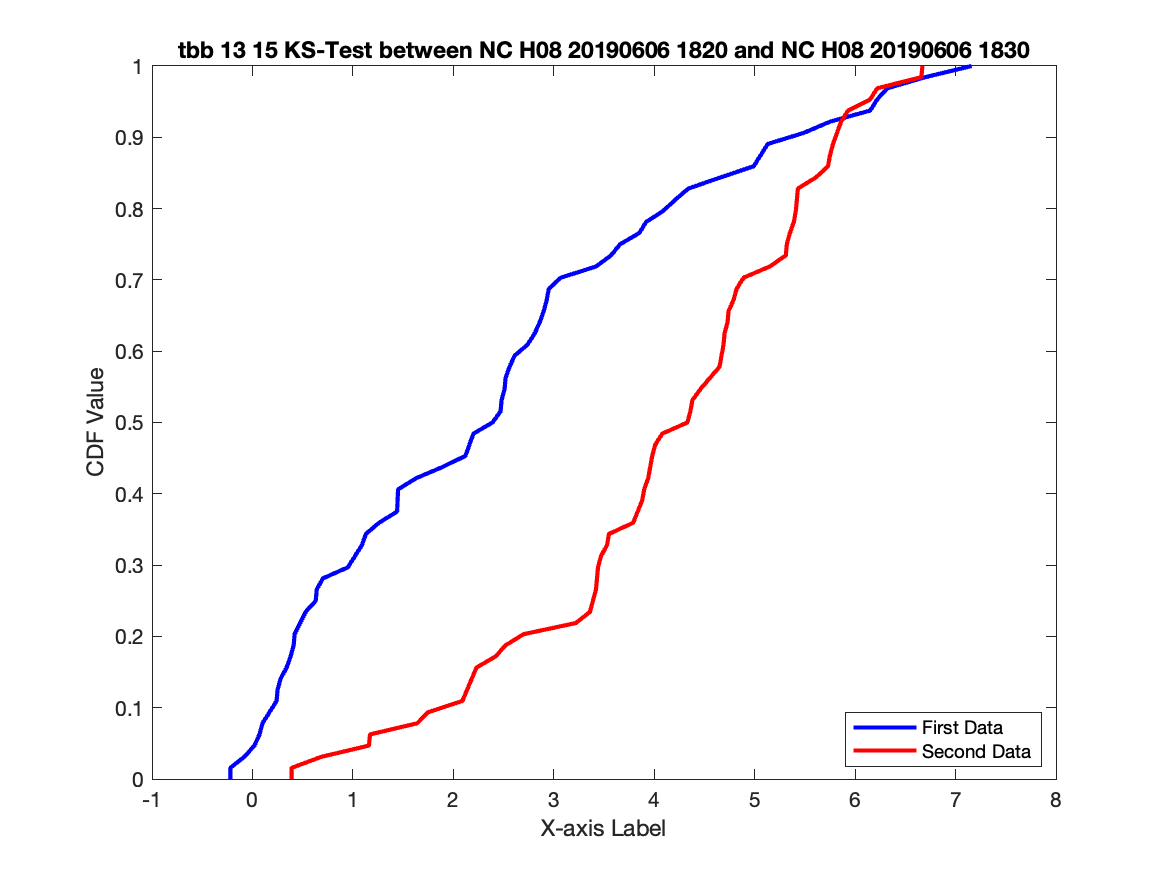 tbb 13 15 KS-Test between NC H08 20190606 1820 and NC H08 20190606 1830
1
0.9
0.8
0.7
0.6
0.5
0.4
0.3
0.2
0.1
0
CDF Value
First Data
Second Data
-1 0 1 2 3 4 5 6 7 8
X-axis Label